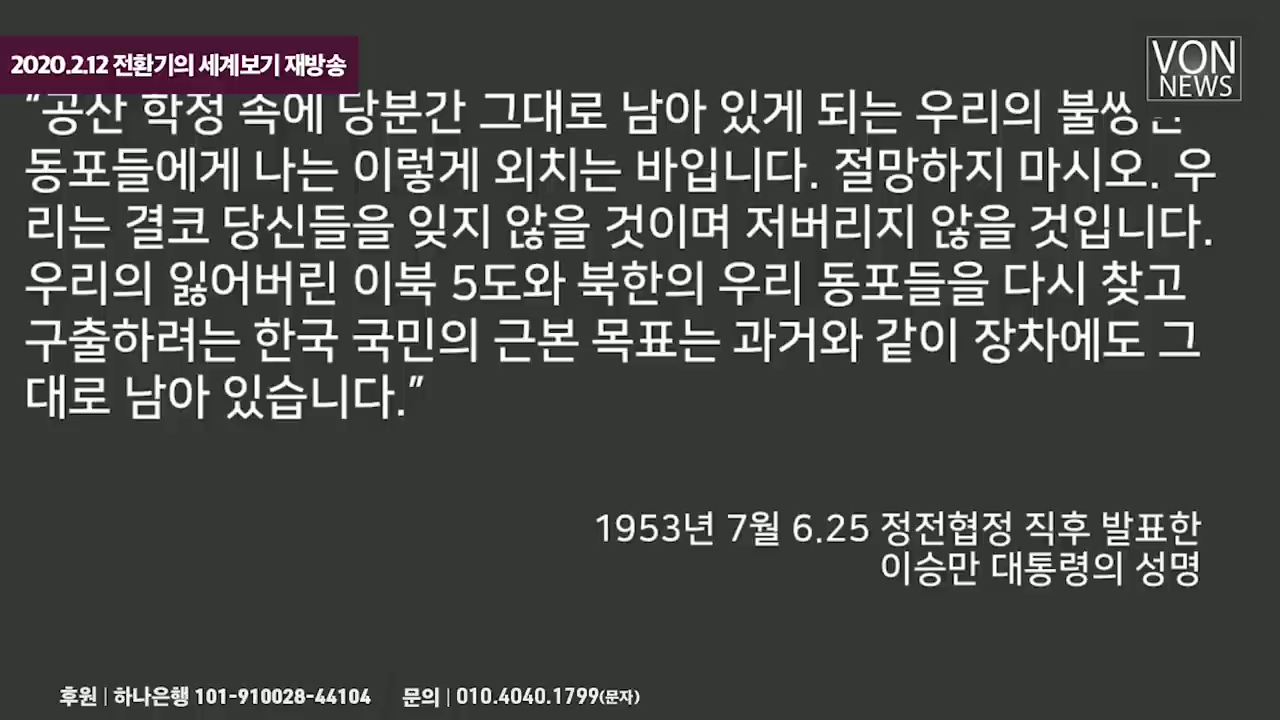 2020.2.12 전환기의 세계보기 재방송
VON
NEWS
“공산 학정 속에 당분간 그대로 남아 있게 되는 우리의
동포들에게 나는 이렇게 외치는 바입니다. 절망하지 마시오. 우
리는 결코 당신들을 잊지 않을 것이며 저버리지 않을 것입니다.
우리의 잃어버린 이북 5도와 북한의 우리 동포들을 다시 찾고
구출하려는 한국 국민의 근본 목표는 과거와 같이 장차에도 그
대로 남아 있습니다.”
1953년 7월 6.25 정전협정 직후 발표한
이승만 대통령의 성명
후원 | 하나은행 101-910028-44104 문의 | 010.4040.1799(문자)